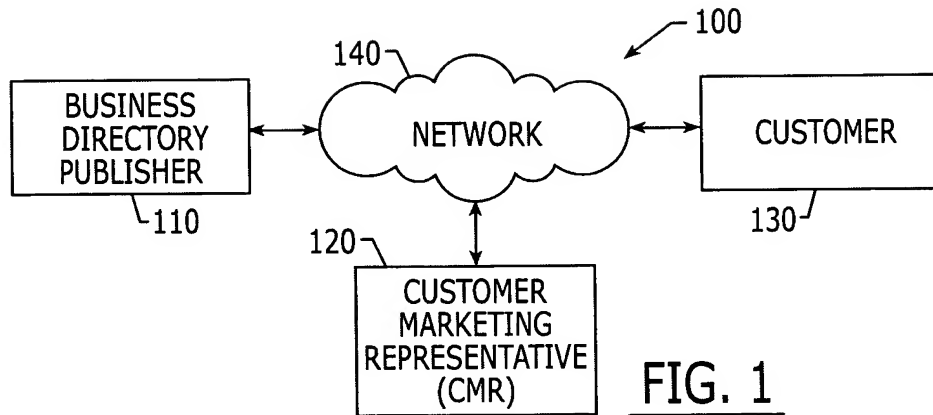 100
140
BUSINESS
DIRECTORY
PUBLISHER
110
NETWORK
CUSTOMER
130
120
CUSTOMER
MARKETING
REPRESENTATIVE
(CMR)
FIG. 1